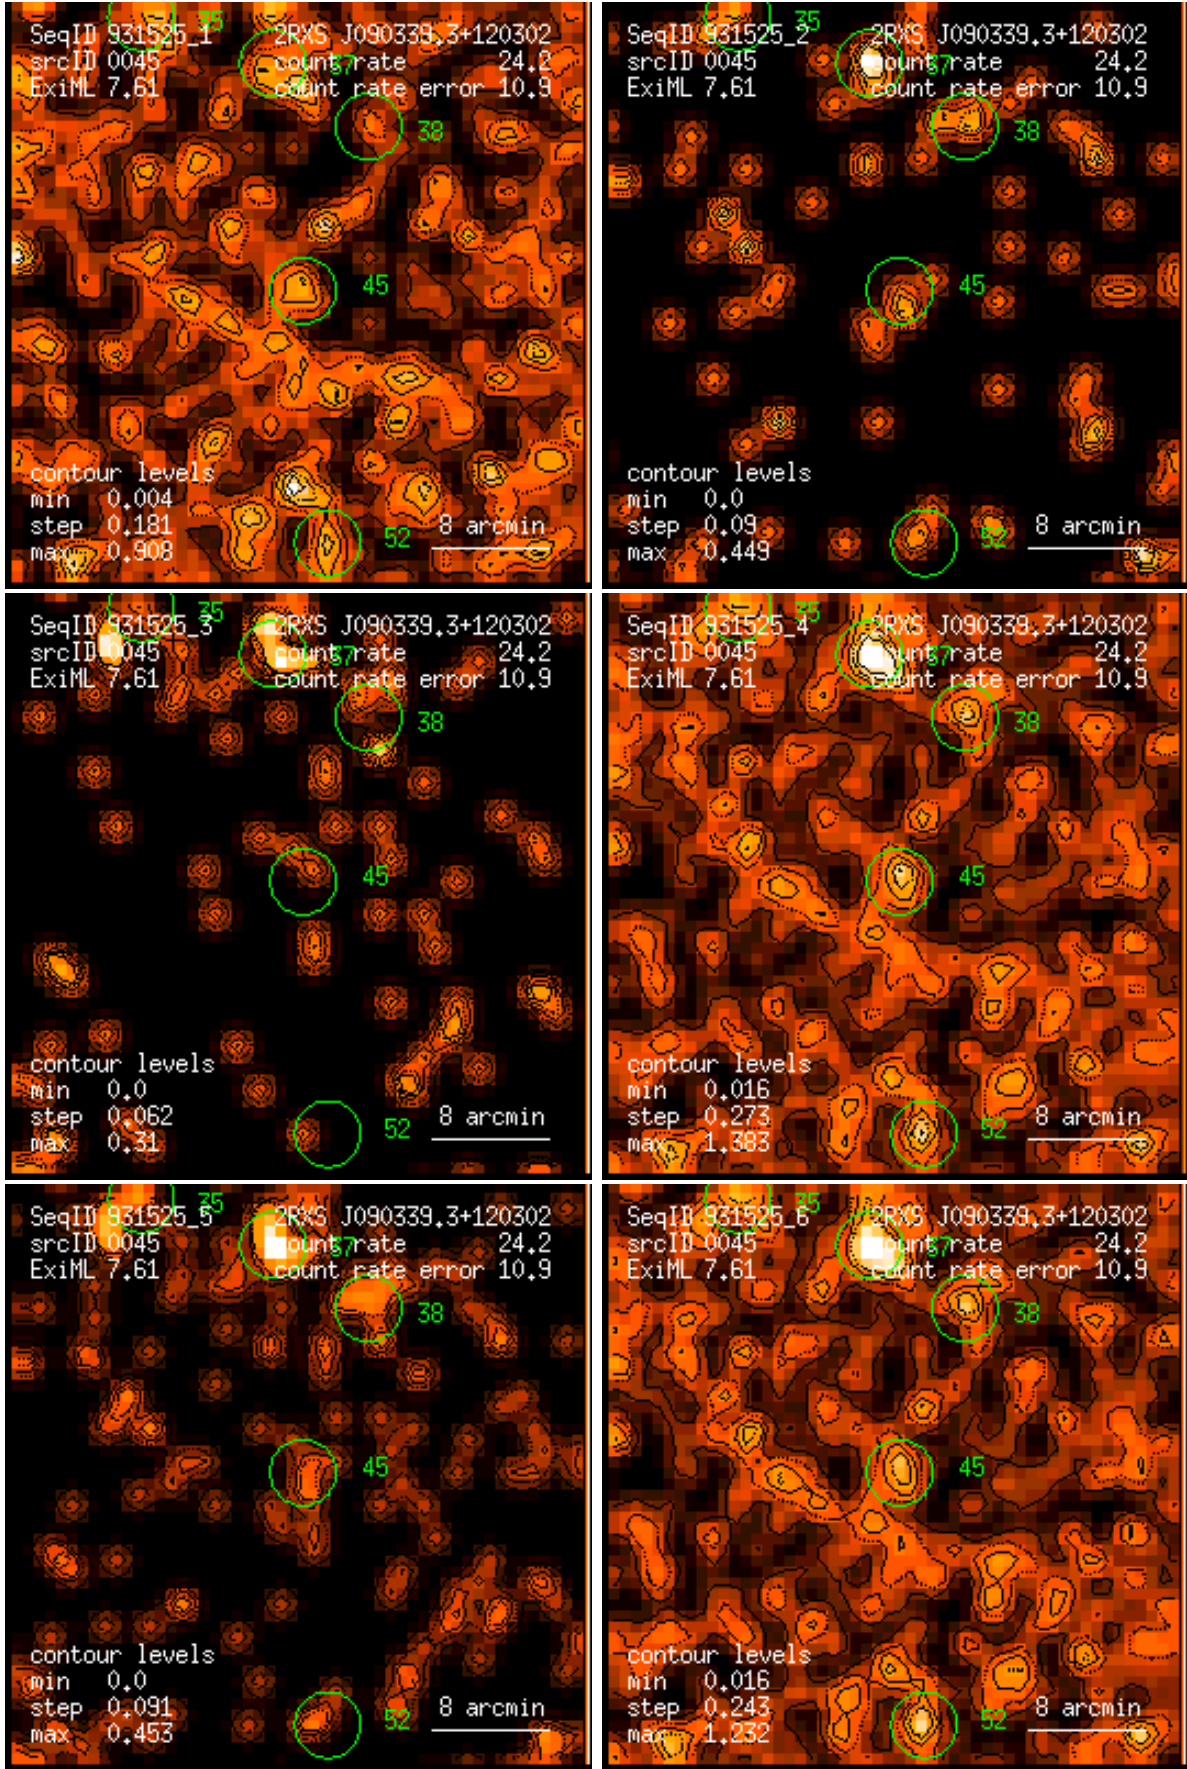 35
SeqID 931525_1 2RXS J090339.3+120302
srcID 0045 count rate 24.2
37
ExiML 7.61 count rate error 10.9
38
45
contour levels
min 0.004
step 0.181
max 0.908
52
8 arcmin
35
SeqID 931525_2 2RXS J090339.3+120302
srcID 0045 count rate 24.2
37
ExiML 7.61 count rate error 10.9
38
45
contour levels
min 0.0
step 0.09
max 0.449
52
8 arcmin
35
SeqID 931525_3 2RXS J090339.3+120302
srcID 0045 count rate 24.2
37
ExiML 7.61 count rate error 10.9
38
45
contour levels
min 0.0
step 0.062
max 0.31
52
8 arcmin
35
SeqID 931525_4 2RXS J090339.3+120302
srcID 0045 count rate 24.2
37
ExiML 7.61 count rate error 10.9
38
45
contour levels
min 0.016
step 0.273
max 1.383
52
8 arcmin
35
SeqID 931525_5 2RXS J090339.3+120302
srcID 0045 count rate 24.2
37
ExiML 7.61 count rate error 10.9
38
45
contour levels
min 0.0
step 0.091
max 0.453
52
8 arcmin
35
SeqID 931525_6 2RXS J090339.3+120302
srcID 0045 count rate 24.2
37
ExiML 7.61 count rate error 10.9
38
45
contour levels
min 0.016
step 0.243
max 1.232
52
8 arcmin